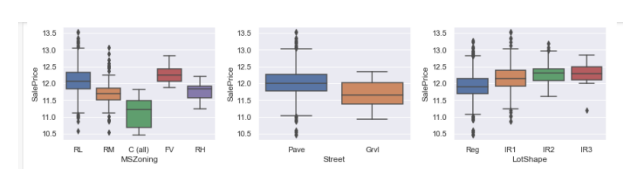 13.5
13.0
12.5
12.0
11.5
11.0
10.5
SalePrice
RL RM C (all) FV RH
MSZoning
13.5
13.0
12.5
12.0
11.5
11.0
10.5
SalePrice
Pave Grvl
Street
13.5
13.0
12.5
12.0
11.5
11.0
10.5
SalePrice
Reg IR1 IR2 IR3
LotShape